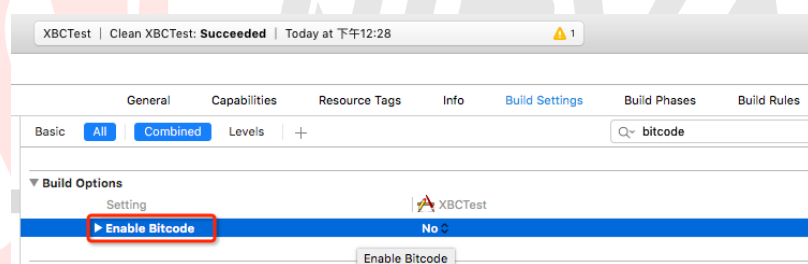 XBCTest | Clean XBCTest: Succeeded | Today at 下午12:28 1
General Capabilities Resource Tags Info Build Settings Build Phases Build Rules
Basic All Combined Levels + bitcode
Build Options
Setting XBCTest
Enable Bitcode No
Enable Bitcode